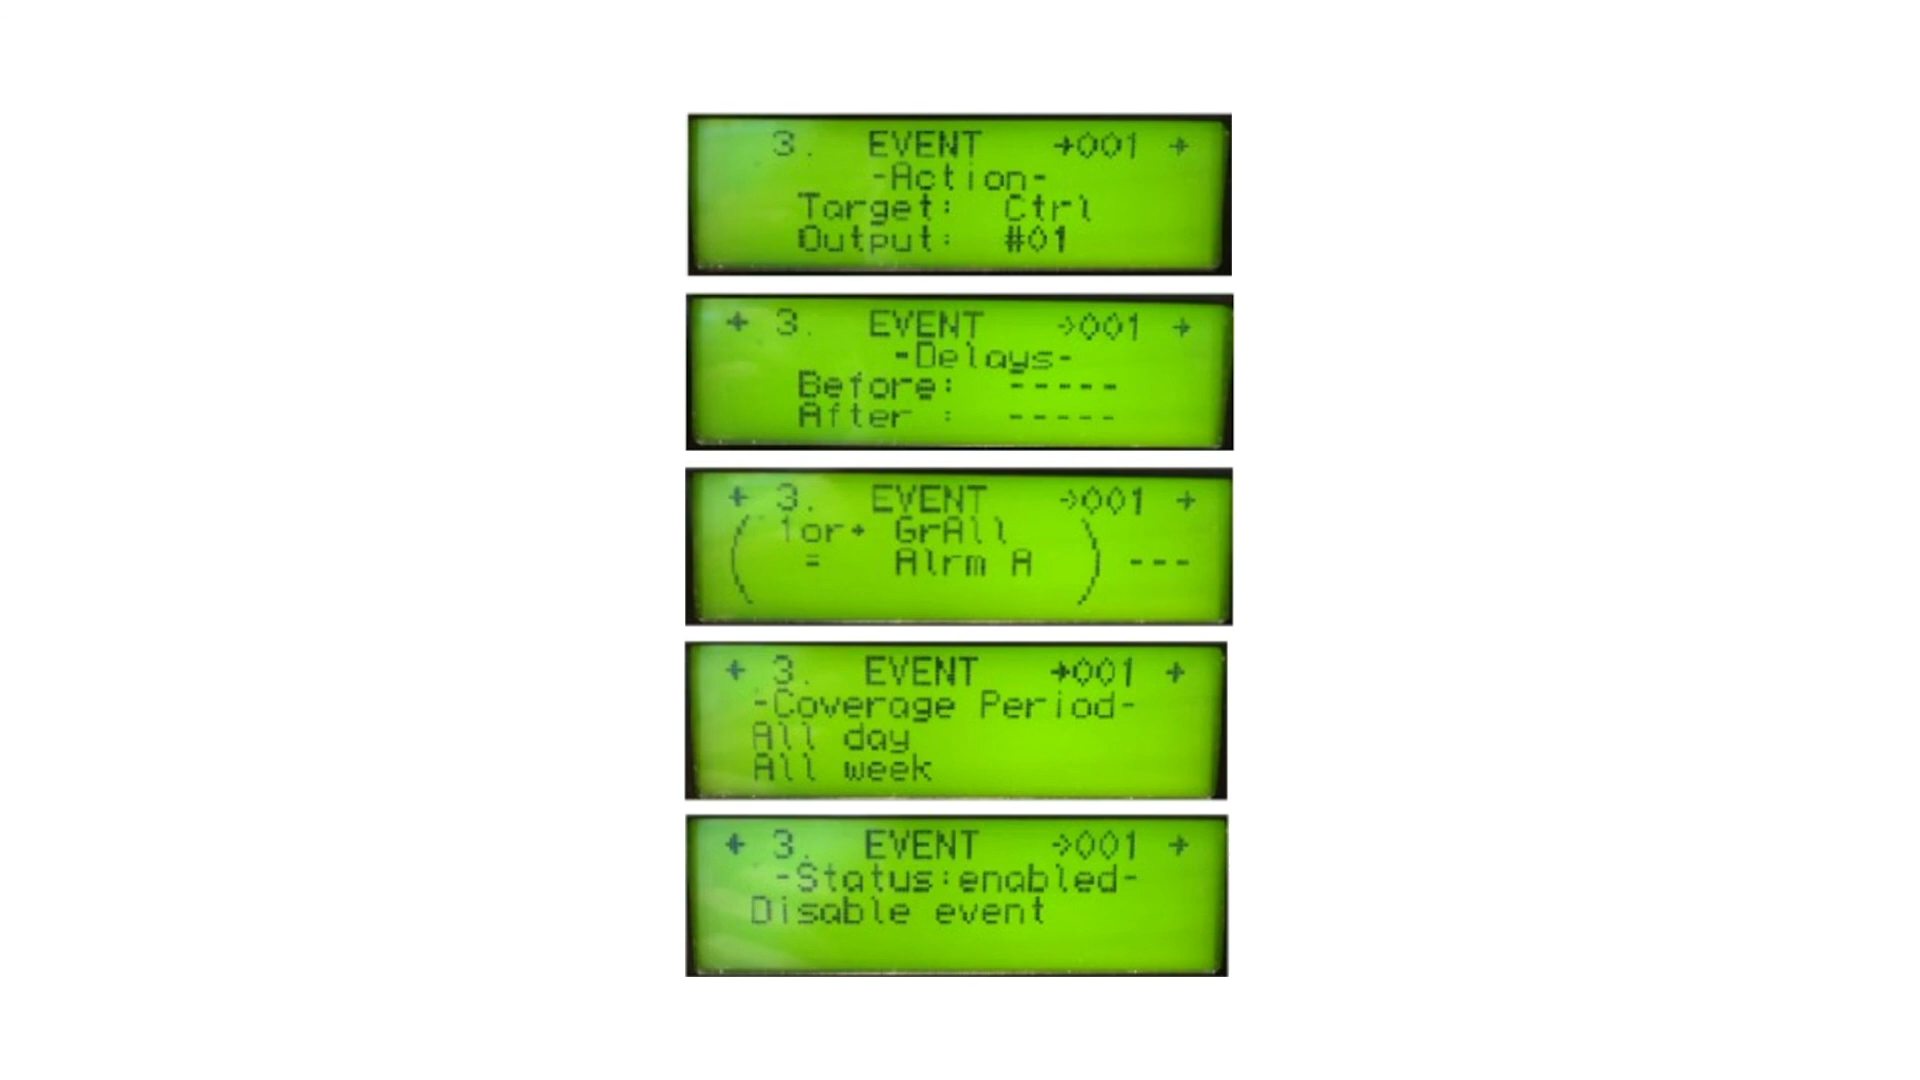 3. EVENT →001 →
-Action-
Target: Ctrl
Output: #01
← 3. EVENT →001 →
-Delays-
Before: -----
After : -----
← 3. EVENT →001 →
( 1or+ GrAll )
= Alrm A ---
← 3. EVENT →001 →
-Coverage Period-
All day
All week
← 3. EVENT →001 →
-Status:enabled-
Disable event